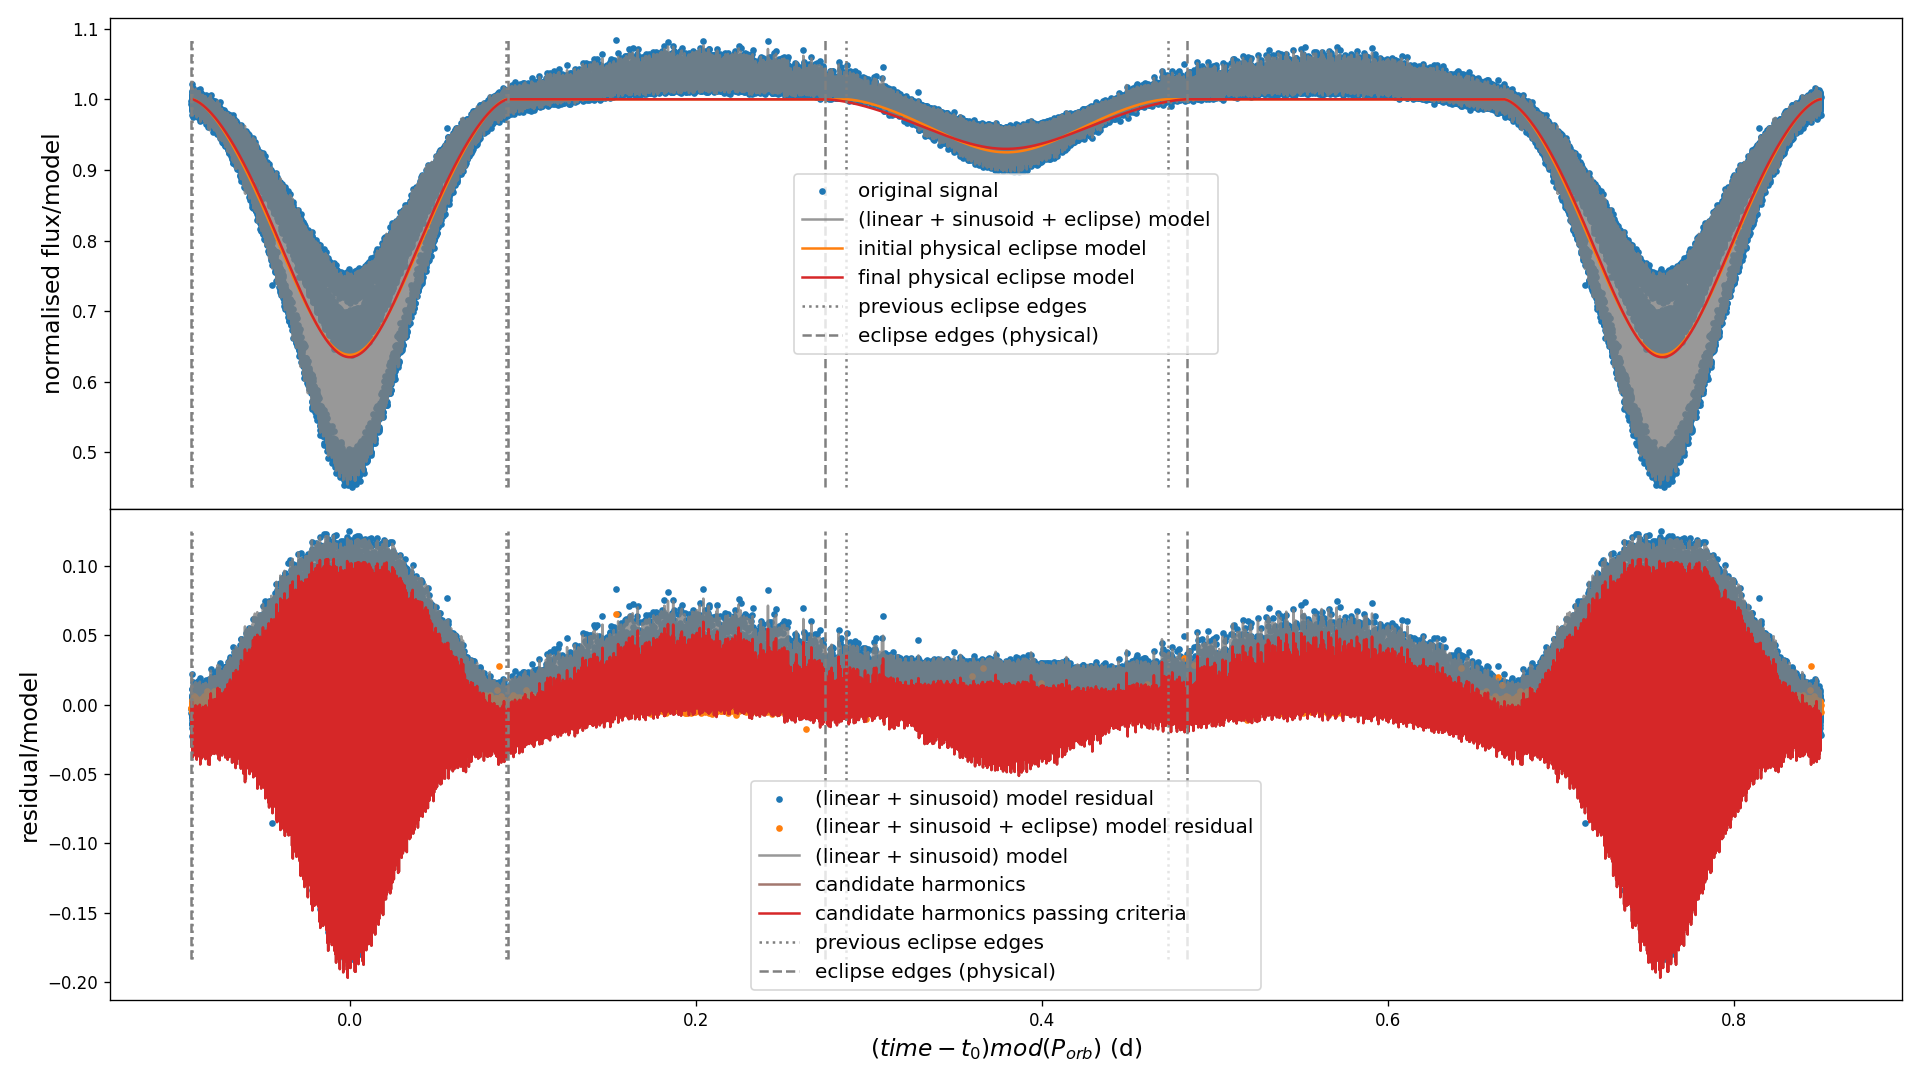 1.1
1.0
0.9
0.8
0.7
0.6
0.5
normalised flux/model
original signal
(linear + sinusoid + eclipse) model
initial physical eclipse model
final physical eclipse model
previous eclipse edges
eclipse edges (physical)
0.10
0.05
0.00
−0.05
−0.10
−0.15
−0.20
residual/model
(linear + sinusoid) model residual
(linear + sinusoid + eclipse) model residual
(linear + sinusoid) model
candidate harmonics
candidate harmonics passing criteria
previous eclipse edges
eclipse edges (physical)
0.0 0.2 0.4 0.6 0.8
(time − t₀)mod(Pₒᵣb) (d)